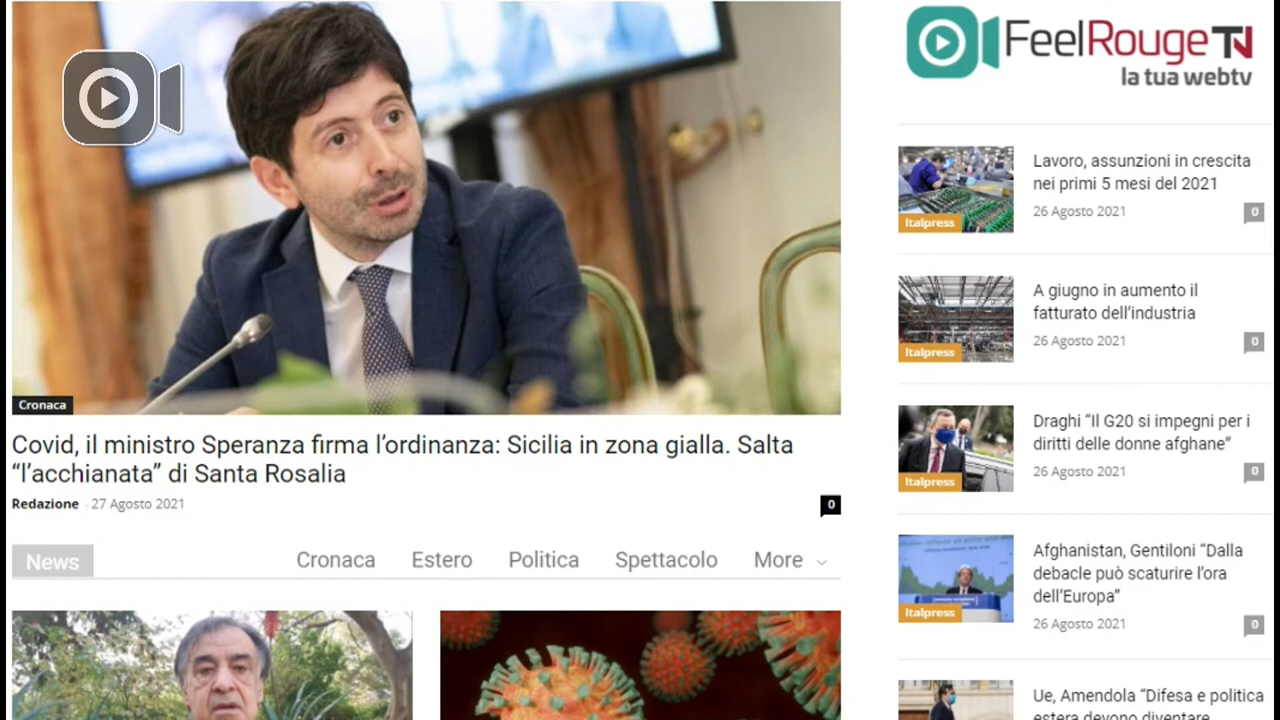 Cronaca
Covid, il ministro Speranza firma l’ordinanza: Sicilia in zona gialla. Salta
“l’acchianata” di Santa Rosalia
Redazione - 27 Agosto 2021
0
News
Cronaca Estero Politica Spettacolo More
FeelRougeTV
la tua webtv
Lavoro, assunzioni in crescita
nei primi 5 mesi del 2021
Italpress
26 Agosto 2021
0
A giugno in aumento il
fatturato dell’industria
Italpress
26 Agosto 2021
0
Draghi “Il G20 si impegni per i
diritti delle donne afghane”
Italpress
26 Agosto 2021
0
Afghanistan, Gentiloni “Dalla
debacle può scaturire l’ora
dell’Europa”
Italpress
26 Agosto 2021
0
Ue, Amendola “Difesa e politica
estera devono diventare